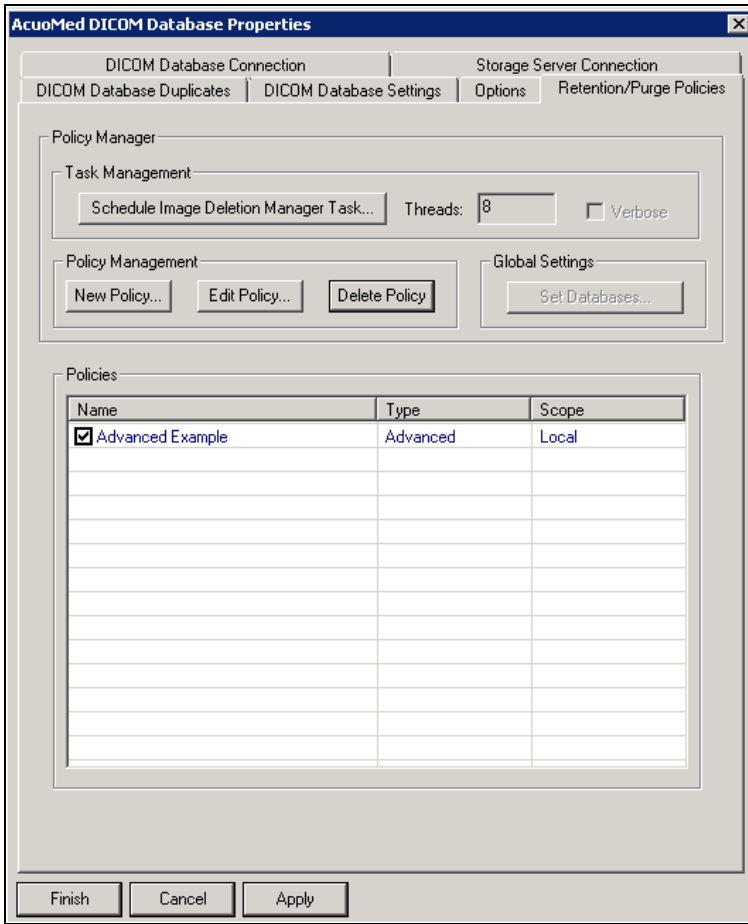 AcuoMed DICOM Database Properties
DICOM Database Connection
Storage Server Connection
DICOM Database Duplicates
DICOM Database Settings
Options
Retention/Purge Policies
Policy Manager
Task Management
Schedule Image Deletion Manager Task...
Threads:
8
Verbose
Policy Management
Global Settings
New Policy...
Edit Policy...
Delete Policy
Set Databases...
Policies
Name
Type
Scope
Advanced Example
Advanced
Local
Finish
Cancel
Apply